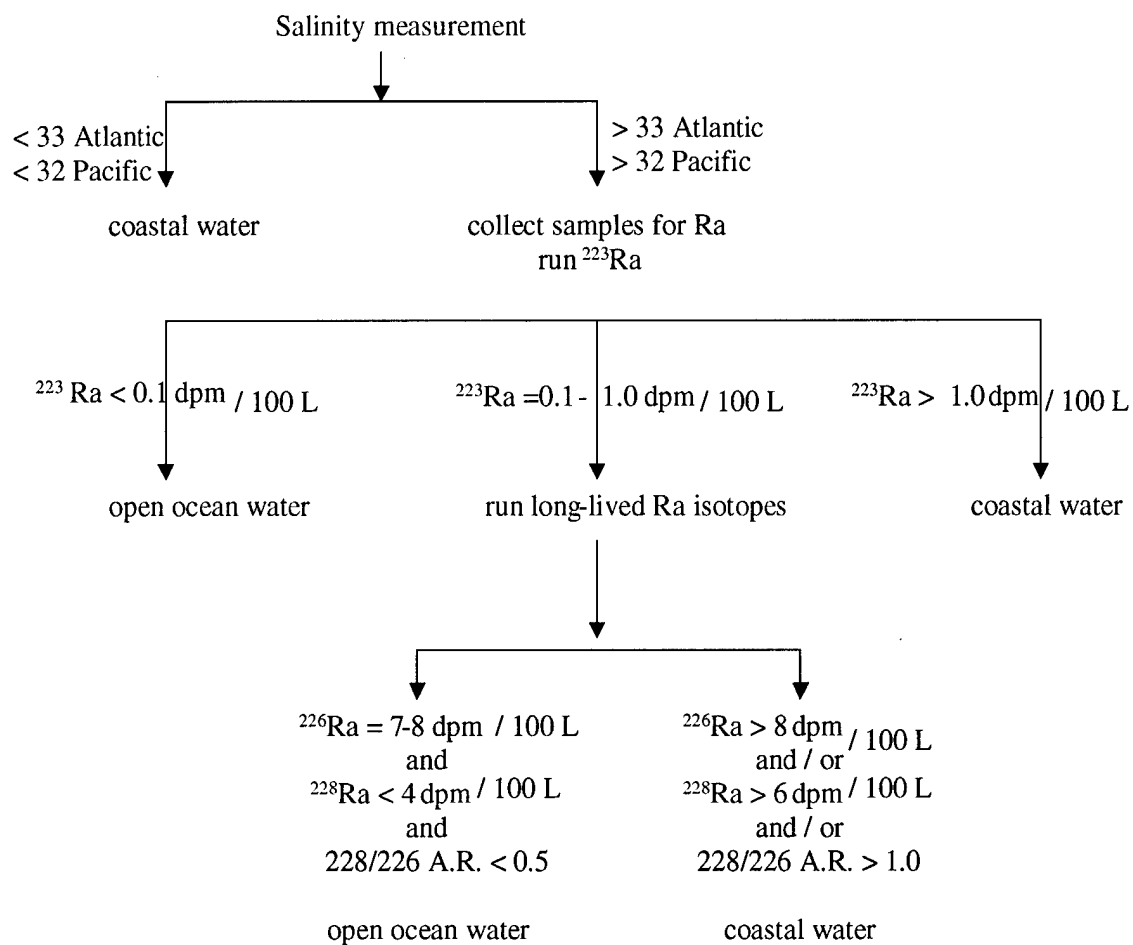 Salinity measurement
< 33 Atlantic
< 32 Pacific
> 33 Atlantic
> 32 Pacific
coastal water
collect samples for Ra
run ²²³Ra
²²³ Ra < 0.1 dpm / 100 L
²²³Ra =0.1 - 1.0 dpm / 100 L
²²³Ra > 1.0 dpm / 100 L
open ocean water
run long-lived Ra isotopes
coastal water
²²⁶Ra = 7-8 dpm / 100 L
and
²²⁸Ra < 4 dpm / 100 L
and
228/226 A.R. < 0.5
open ocean water
²²⁶Ra > 8 dpm / 100 L
and / or
²²⁸Ra > 6 dpm / 100 L
and / or
228/226 A.R. > 1.0
coastal water